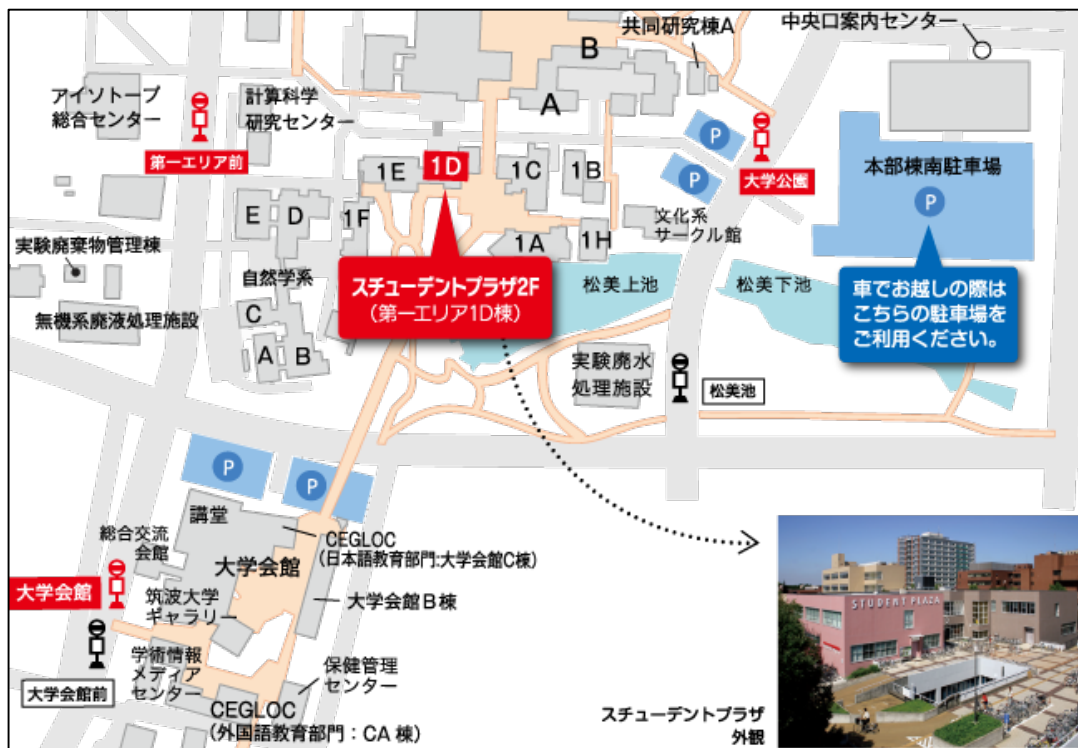 中央口案内センター
共同研究棟A
B
A
アイソトープ
総合センター
計算科学
研究センター
第一エリア前
P
P
大学公園
本部棟南駐車場
P
1E
1D
1C
1B
1F
1A
1H
文化系
サークル館
E
D
実験廃棄物管理棟
自然学系
無機系廃液処理施設
C
A
B
スチューデントプラザ2F
(第一エリア1D棟)
松美上池
松美下池
車でお越しの際は
こちらの駐車場を
ご利用ください。
実験廃水
処理施設
松美池
P
P
講堂
総合交流
会館
CEGLOC
(日本語教育部門:大学会館C棟)
大学会館
大学会館
筑波大学
ギャラリー
大学会館B棟
学術情報
メディア
センター
保健管理
センター
大学会館前
CEGLOC
(外国語教育部門:CA棟)
STUDENT PLAZA
スチューデントプラザ
外観